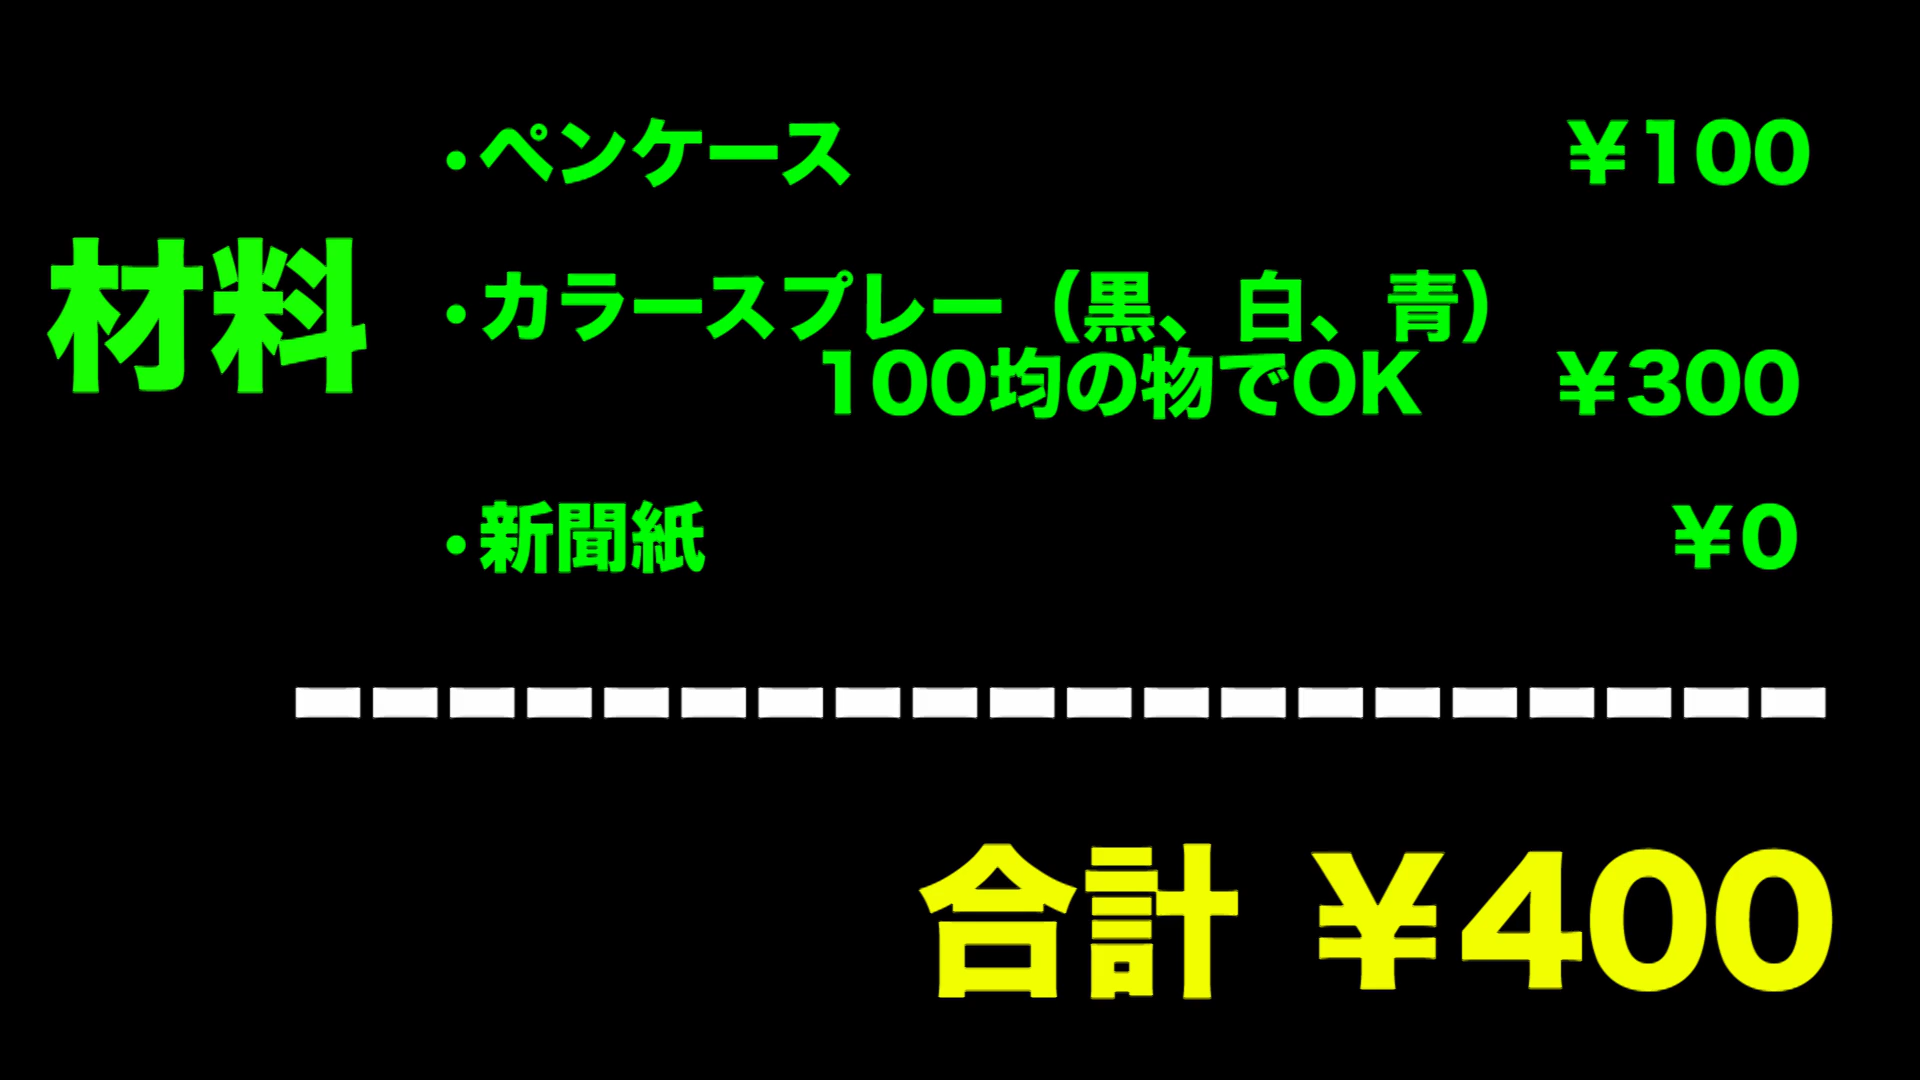 材料
・ペンケース ¥100
・カラースプレー（黒、白、青）
100均の物でOK ¥300
・新聞紙 ¥0
合計 ¥400